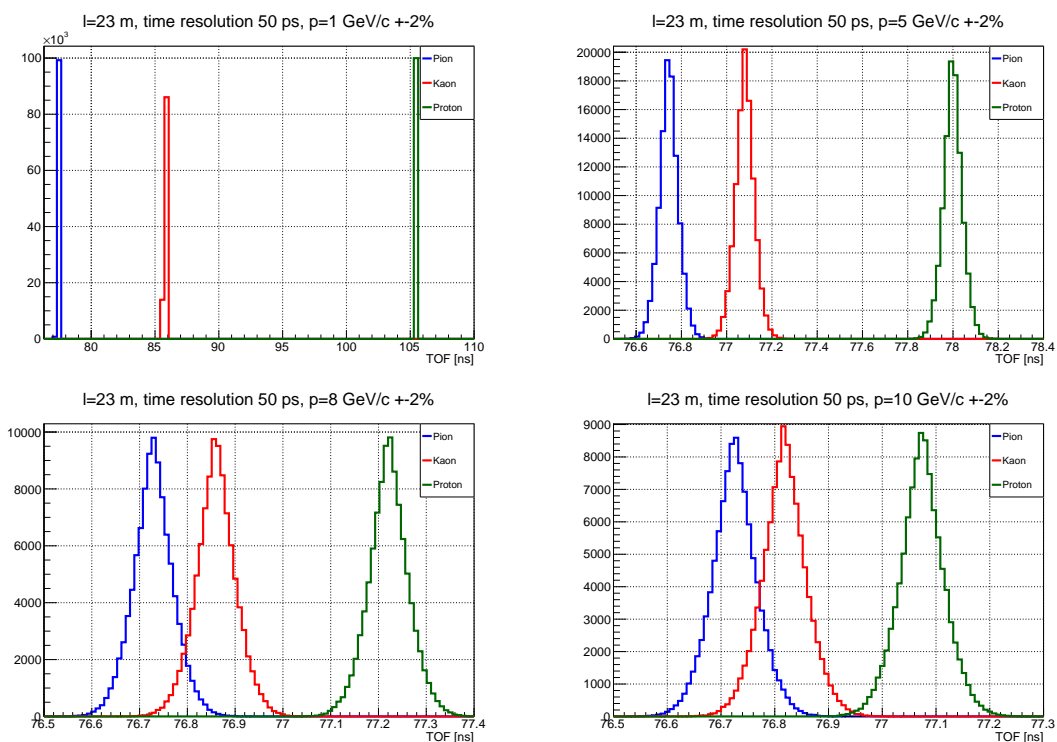 l=23 m, time resolution 50 ps, p=1 GeV/c +-2%
×10³
100
80
60
40
20
0
80 85 90 95 100 105 110
TOF [ns]
Pion
Kaon
Proton
l=23 m, time resolution 50 ps, p=5 GeV/c +-2%
20000
18000
16000
14000
12000
10000
8000
6000
4000
2000
0
76.6 76.8 77 77.2 77.4 77.6 77.8 78 78.2 78.4
TOF [ns]
Pion
Kaon
Proton
l=23 m, time resolution 50 ps, p=8 GeV/c +-2%
10000
8000
6000
4000
2000
0
76.5 76.6 76.7 76.8 76.9 77 77.1 77.2 77.3 77.4
TOF [ns]
Pion
Kaon
Proton
l=23 m, time resolution 50 ps, p=10 GeV/c +-2%
9000
8000
7000
6000
5000
4000
3000
2000
1000
0
76.5 76.6 76.7 76.8 76.9 77 77.1 77.2 77.3
TOF [ns]
Pion
Kaon
Proton